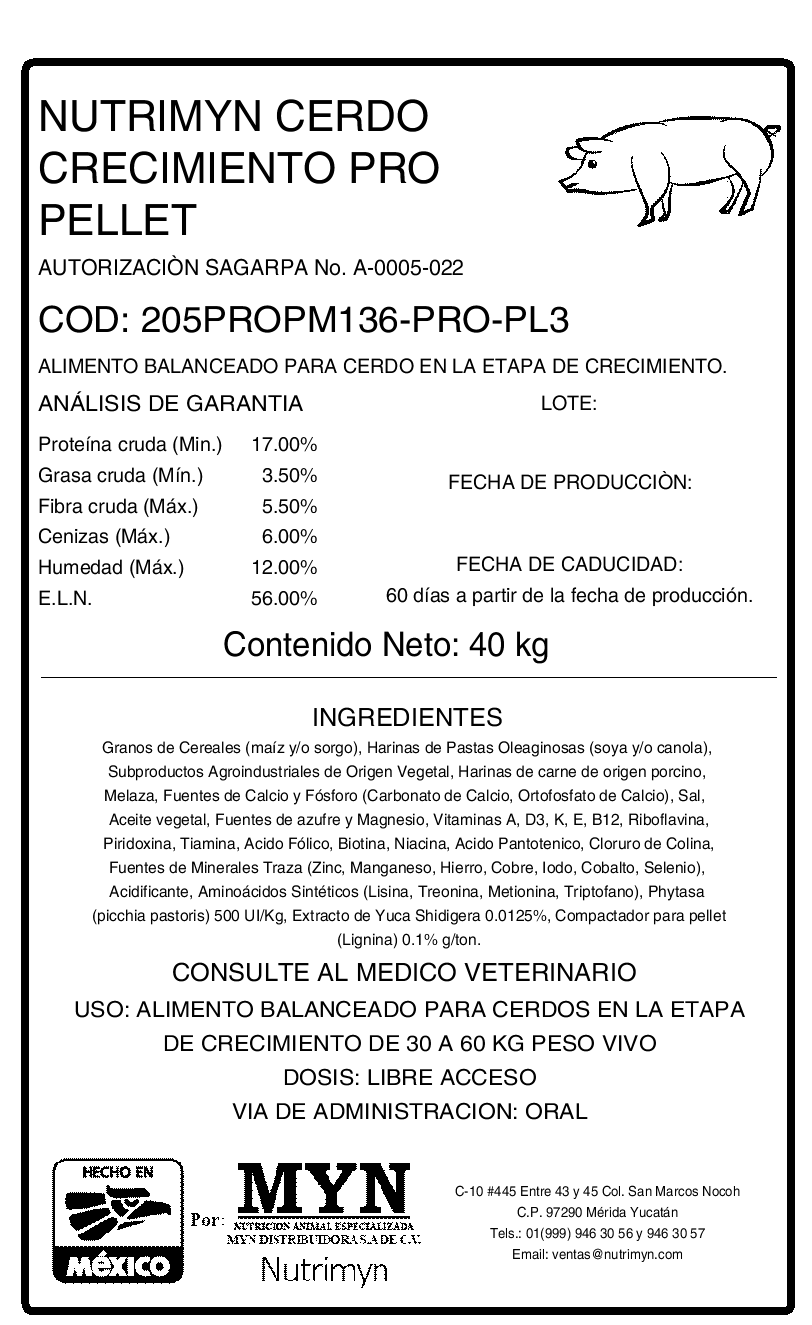 NUTRIMYN CERDO
CRECIMIENTO PRO
PELLET
AUTORIZACIÒN SAGARPA No. A-0005-022
COD: 205PROPM136-PRO-PL3
ALIMENTO BALANCEADO PARA CERDO EN LA ETAPA DE CRECIMIENTO.
ANÁLISIS DE GARANTIA
Proteína cruda (Min.) 17.00%
Grasa cruda (Mín.) 3.50%
Fibra cruda (Máx.) 5.50%
Cenizas (Máx.) 6.00%
Humedad (Máx.) 12.00%
E.L.N. 56.00%
LOTE:
FECHA DE PRODUCCIÒN:
FECHA DE CADUCIDAD:
60 días a partir de la fecha de producción.
Contenido Neto: 40 kg
INGREDIENTES
Granos de Cereales (maíz y/o sorgo), Harinas de Pastas Oleaginosas (soya y/o canola),
Subproductos Agroindustriales de Origen Vegetal, Harinas de carne de origen porcino,
Melaza, Fuentes de Calcio y Fósforo (Carbonato de Calcio, Ortofosfato de Calcio), Sal,
Aceite vegetal, Fuentes de azufre y Magnesio, Vitaminas A, D3, K, E, B12, Riboflavina,
Piridoxina, Tiamina, Acido Fólico, Biotina, Niacina, Acido Pantotenico, Cloruro de Colina,
Fuentes de Minerales Traza (Zinc, Manganeso, Hierro, Cobre, Iodo, Cobalto, Selenio),
Acidificante, Aminoácidos Sintéticos (Lisina, Treonina, Metionina, Triptofano), Phytasa
(picchia pastoris) 500 UI/Kg, Extracto de Yuca Shidigera 0.0125%, Compactador para pellet
(Lignina) 0.1% g/ton.
CONSULTE AL MEDICO VETERINARIO
USO: ALIMENTO BALANCEADO PARA CERDOS EN LA ETAPA
DE CRECIMIENTO DE 30 A 60 KG PESO VIVO
DOSIS: LIBRE ACCESO
VIA DE ADMINISTRACION: ORAL
HECHO EN
MéXICO
Por:
MYN
NUTRICION ANIMAL ESPECIALIZADA
MYN DISTRIBUIDORA S.A DE C.V.
Nutrimyn
C-10 #445 Entre 43 y 45 Col. San Marcos Nocoh
C.P. 97290 Mérida Yucatán
Tels.: 01(999) 946 30 56 y 946 30 57
Email: ventas@nutrimyn.com